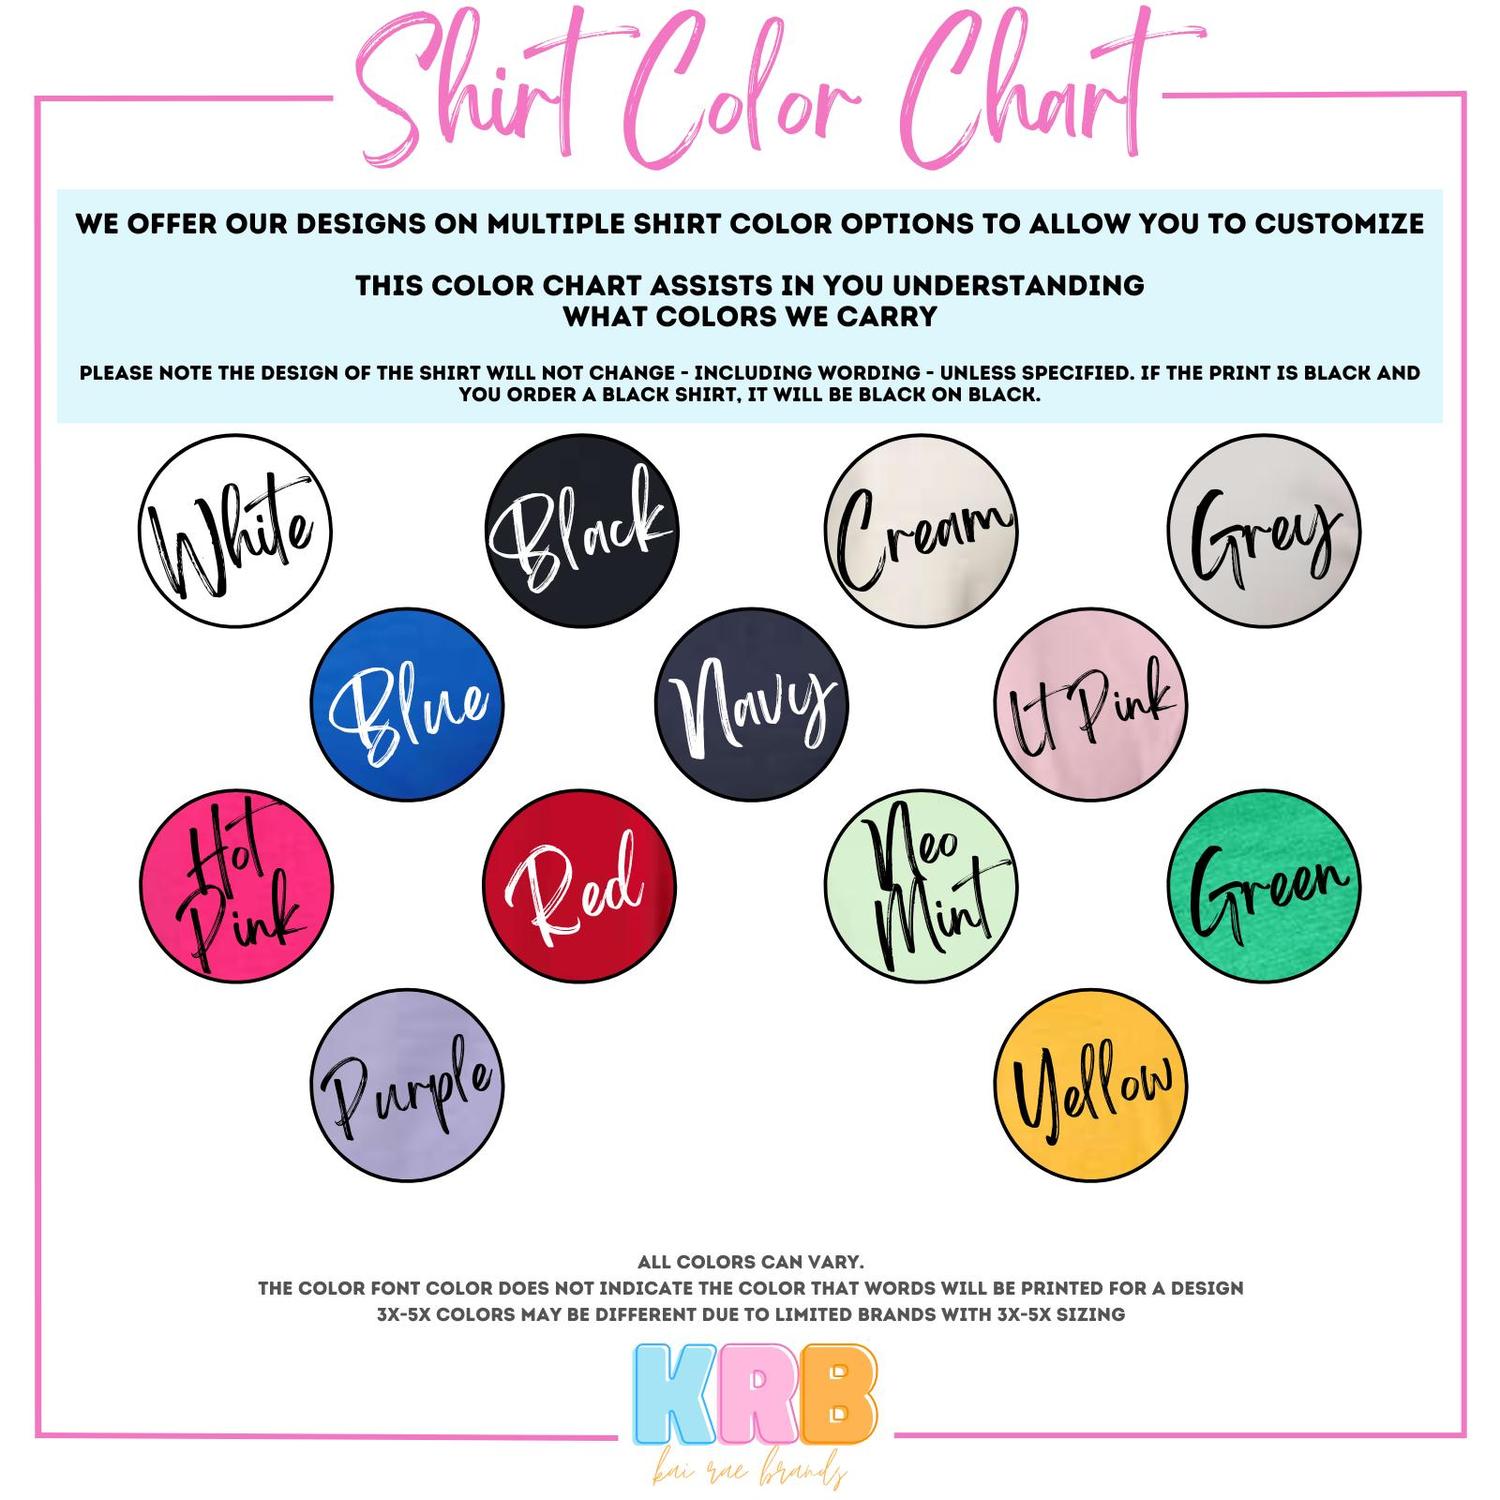 Shirt Color Chart
WE OFFER OUR DESIGNS ON MULTIPLE SHIRT COLOR OPTIONS TO ALLOW YOU TO CUSTOMIZE
THIS COLOR CHART ASSISTS IN YOU UNDERSTANDING
WHAT COLORS WE CARRY
PLEASE NOTE THE DESIGN OF THE SHIRT WILL NOT CHANGE - INCLUDING WORDING - UNLESS SPECIFIED. IF THE PRINT IS BLACK AND
YOU ORDER A BLACK SHIRT, IT WILL BE BLACK ON BLACK.
White
Black
Cream
Grey
Blue
Navy
Lt Pink
Hot
Pink
Red
Neo
Mint
Green
Purple
Yellow
ALL COLORS CAN VARY.
THE COLOR FONT COLOR DOES NOT INDICATE THE COLOR THAT WORDS WILL BE PRINTED FOR A DESIGN
3X-5X COLORS MAY BE DIFFERENT DUE TO LIMITED BRANDS WITH 3X-5X SIZING
KRB
kai rae brands